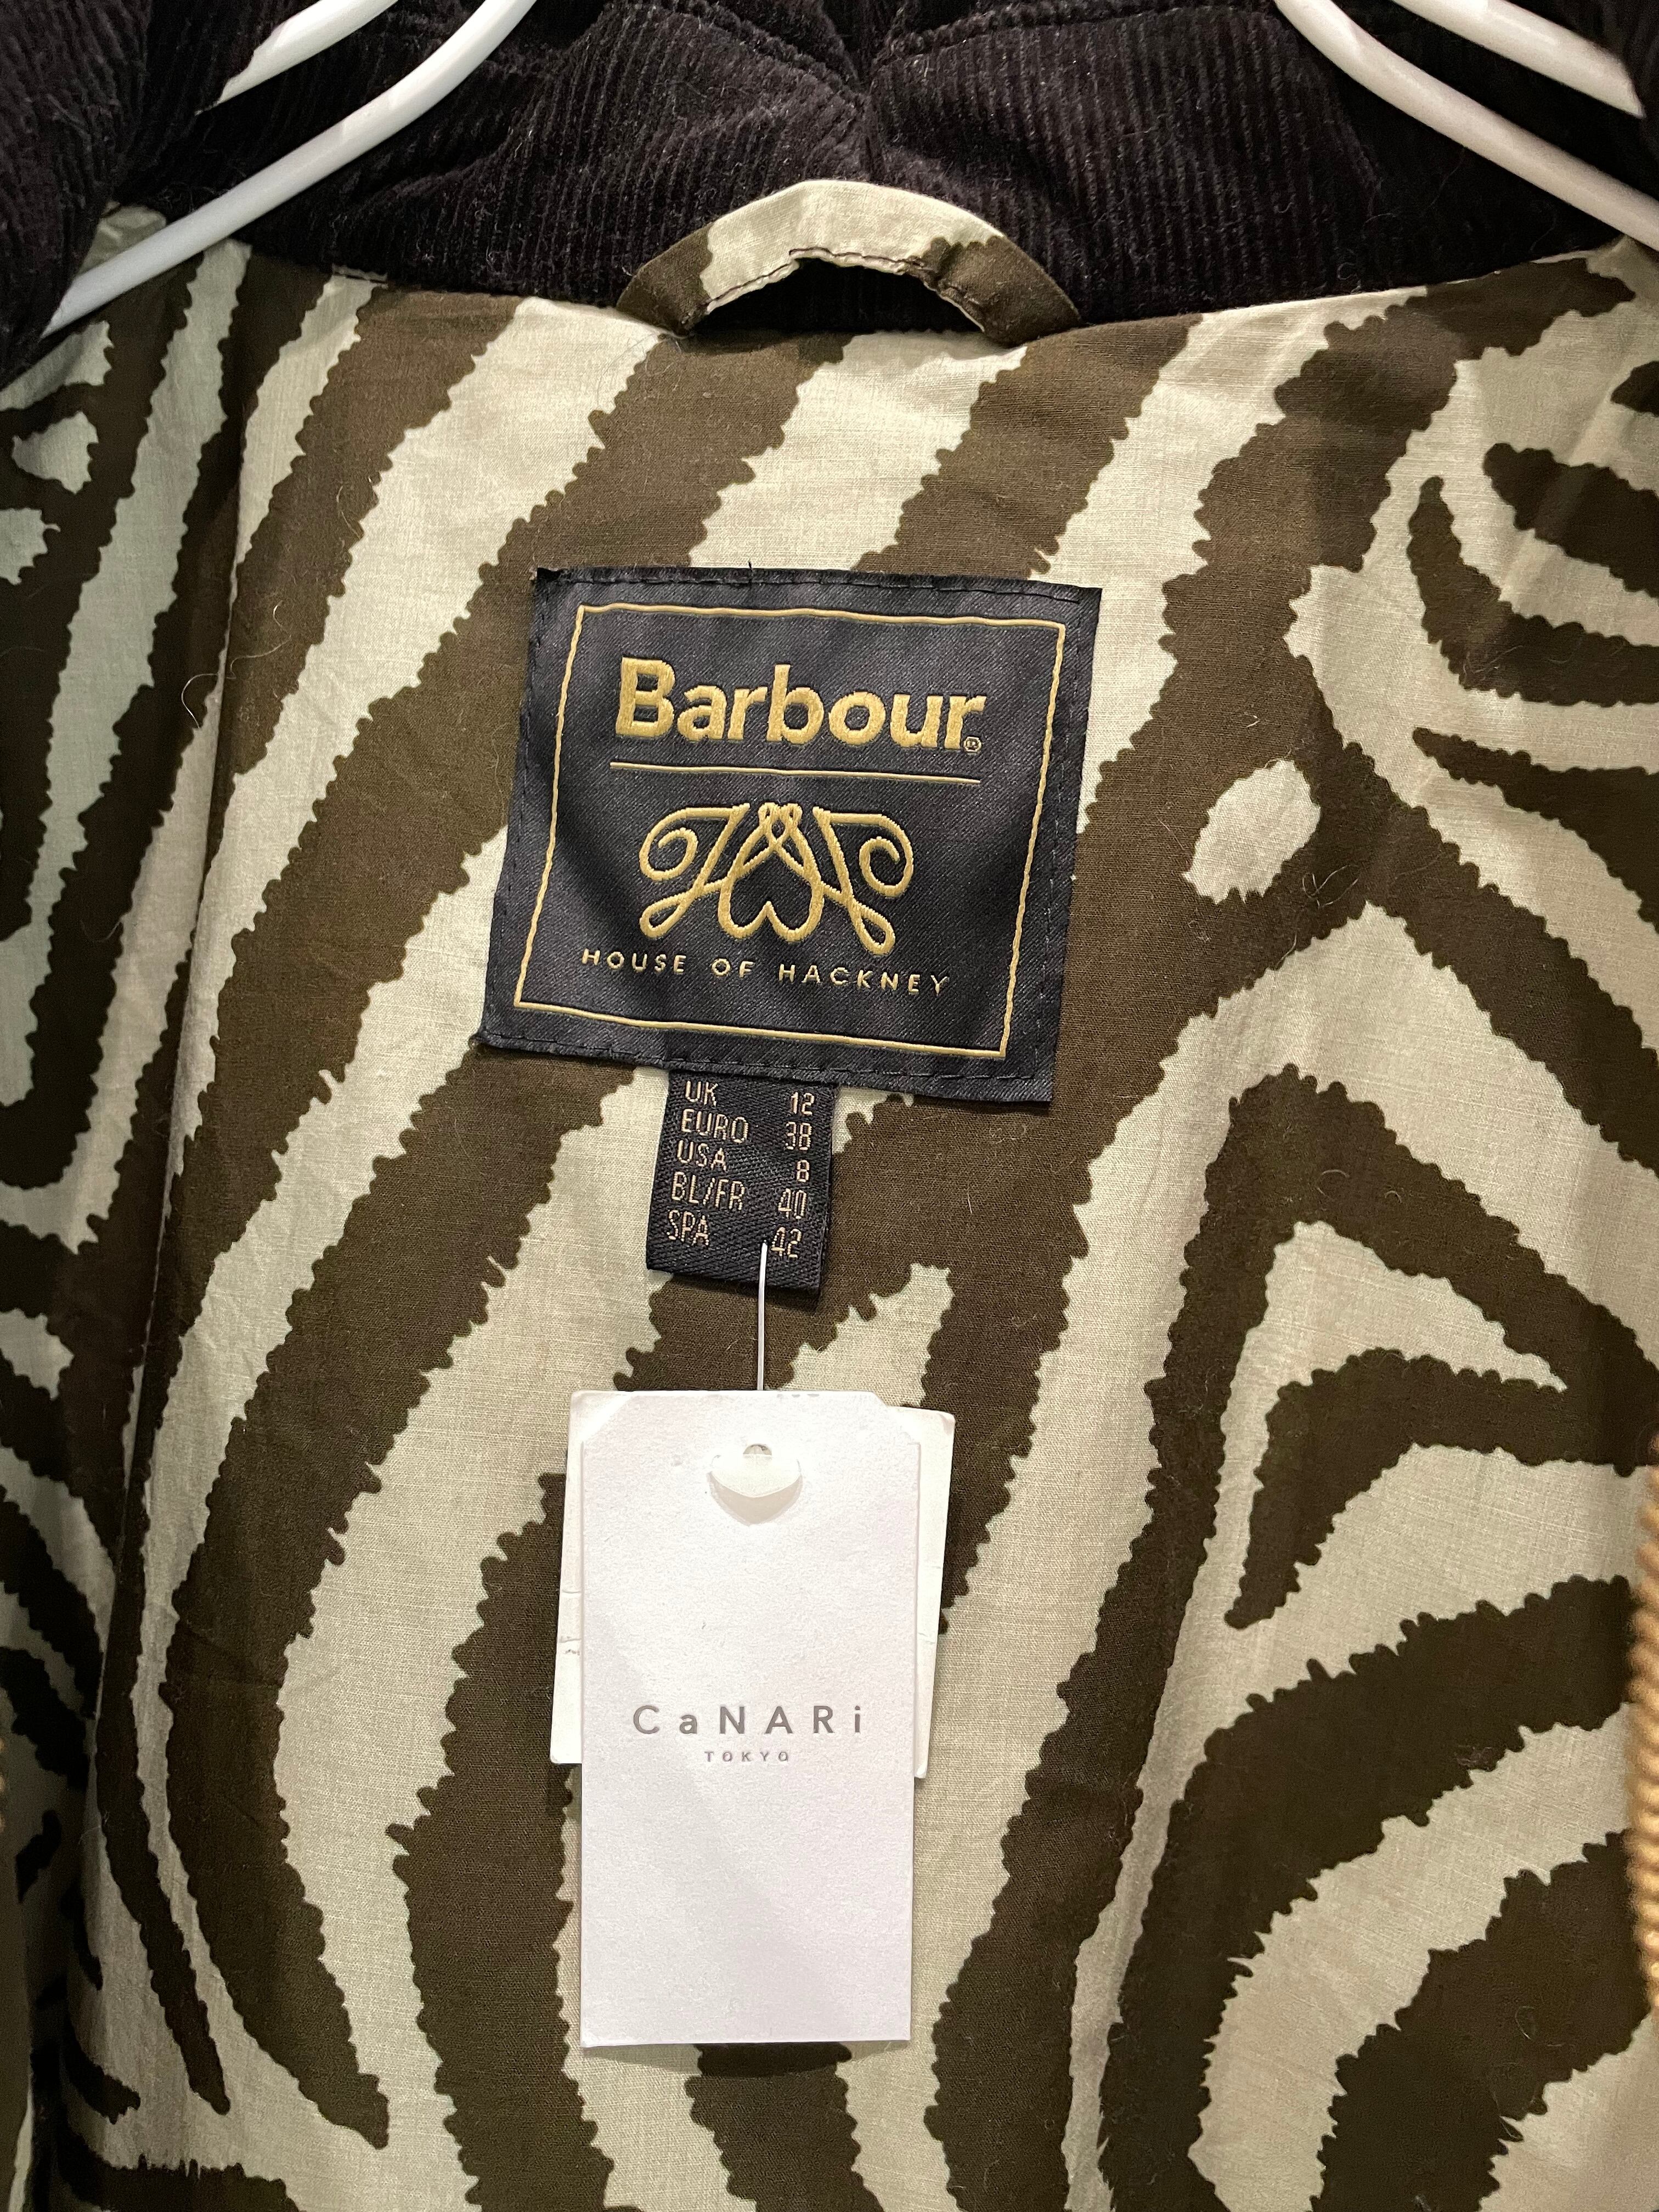 Barbour®
HOUSE OF HACKNEY
UK 12
EURO 38
USA 8
BL/FR 40
SPA 42
CaNARi
TOKYO